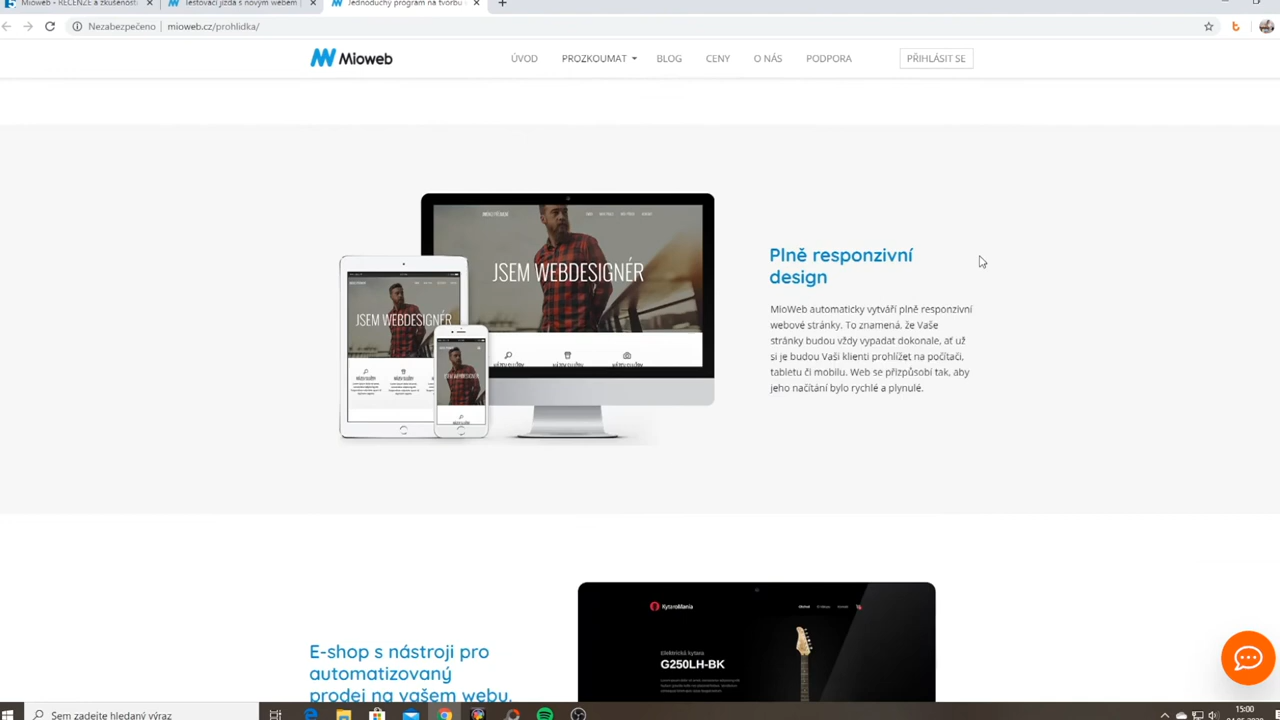 Mioweb - RECENZE a zkušenosti
Testovací jízda s novým webem
Jednoduchý program na tvorbu
Nezabezpečeno
mioweb.cz/prohlidka/
Mioweb
ÚVOD
PROZKOUMAT
BLOG
CENY
O NÁS
PODPORA
PŘIHLÁSIT SE
JSEM WEBDESIGNÉR
JSEM WEBDESIGNÉR
Plně responzivní
design
MioWeb automaticky vytváří plně responzivní
webové stránky. To znamená, že Vaše
stránky budou vždy vypadat dokonale, ať už
si je budou Vaši klienti prohlížet na počítači,
tabletu či mobilu. Web se přizpůsobí tak, aby
jeho načítání bylo rychlé a plynulé.
E-shop s nástroji pro
automatizovaný
prodej na vašem webu.
KytaroMania
Obchod
Elektrická kytara
G250LH-BK
Sem zadejte hledaný výraz
15:00